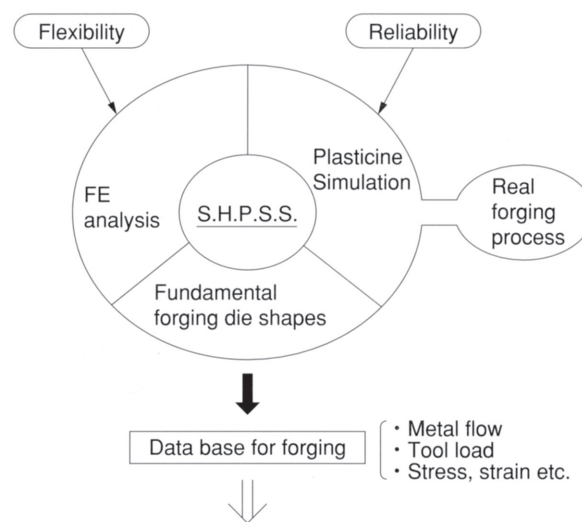 Flexibility
Reliability
Plasticine
Simulation
FE
analysis
S.H.P.S.S.
Real
forging
process
Fundamental
forging die shapes
Data base for forging
・Metal flow
・Tool load
・Stress, strain etc.